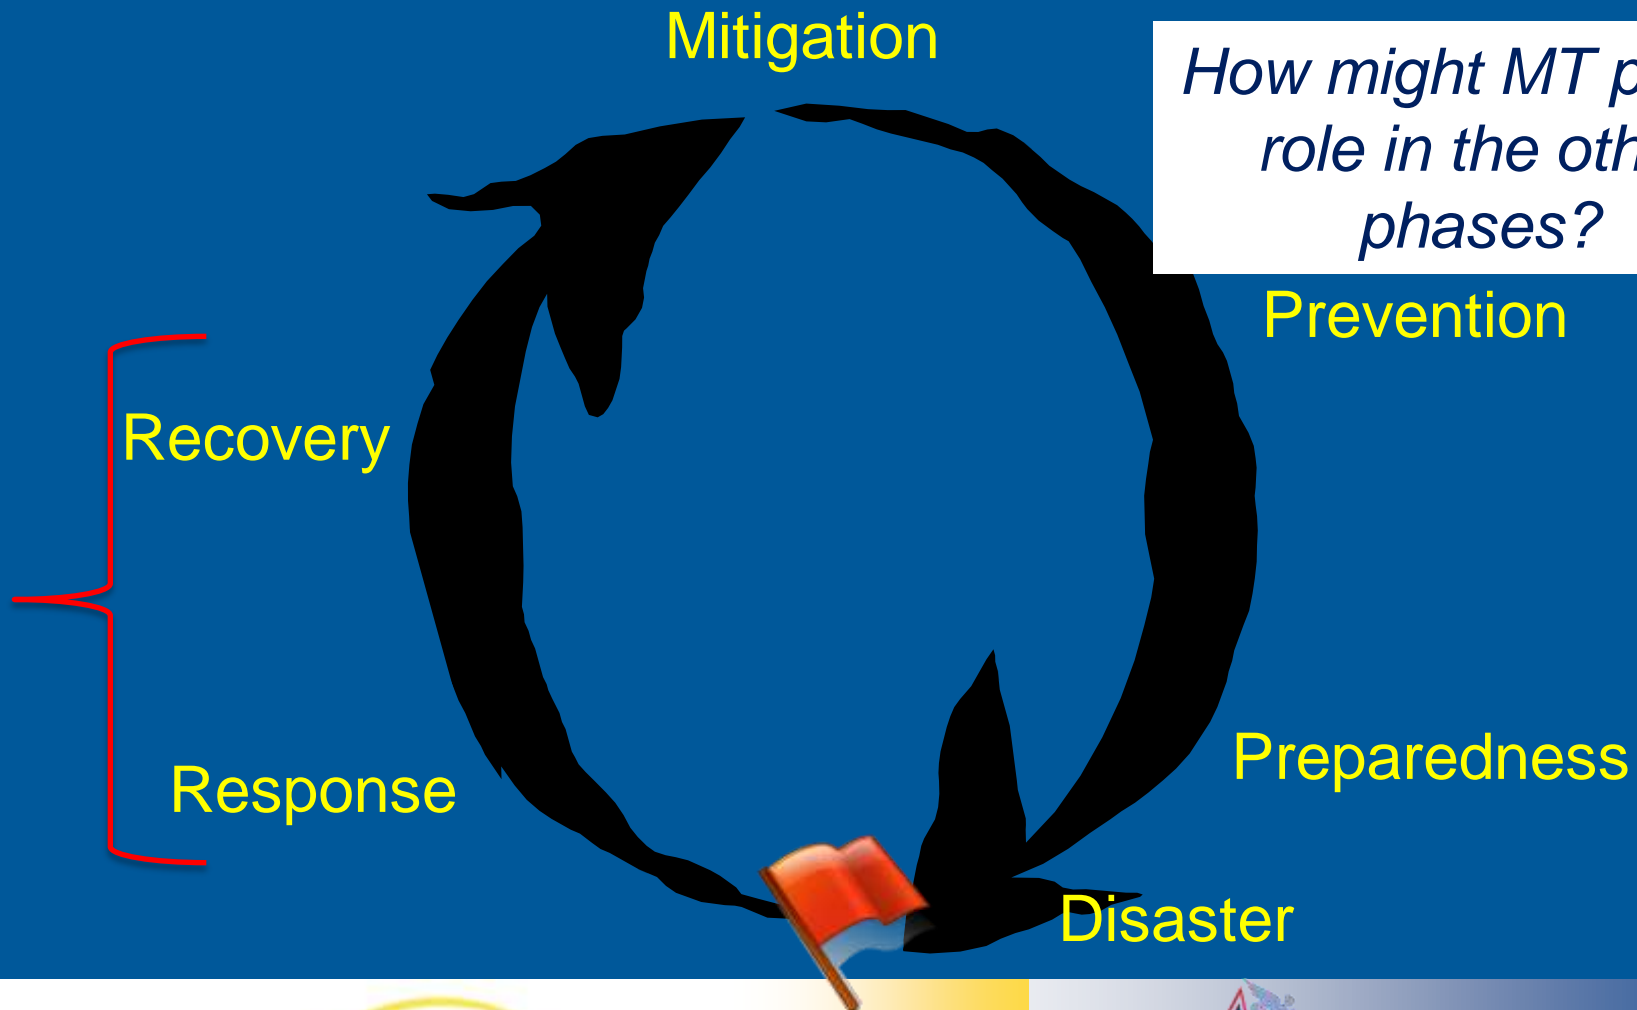 Mitigation
How might MT p
role in the oth
phases?
Prevention
Recovery
Preparedness
Response
Disaster